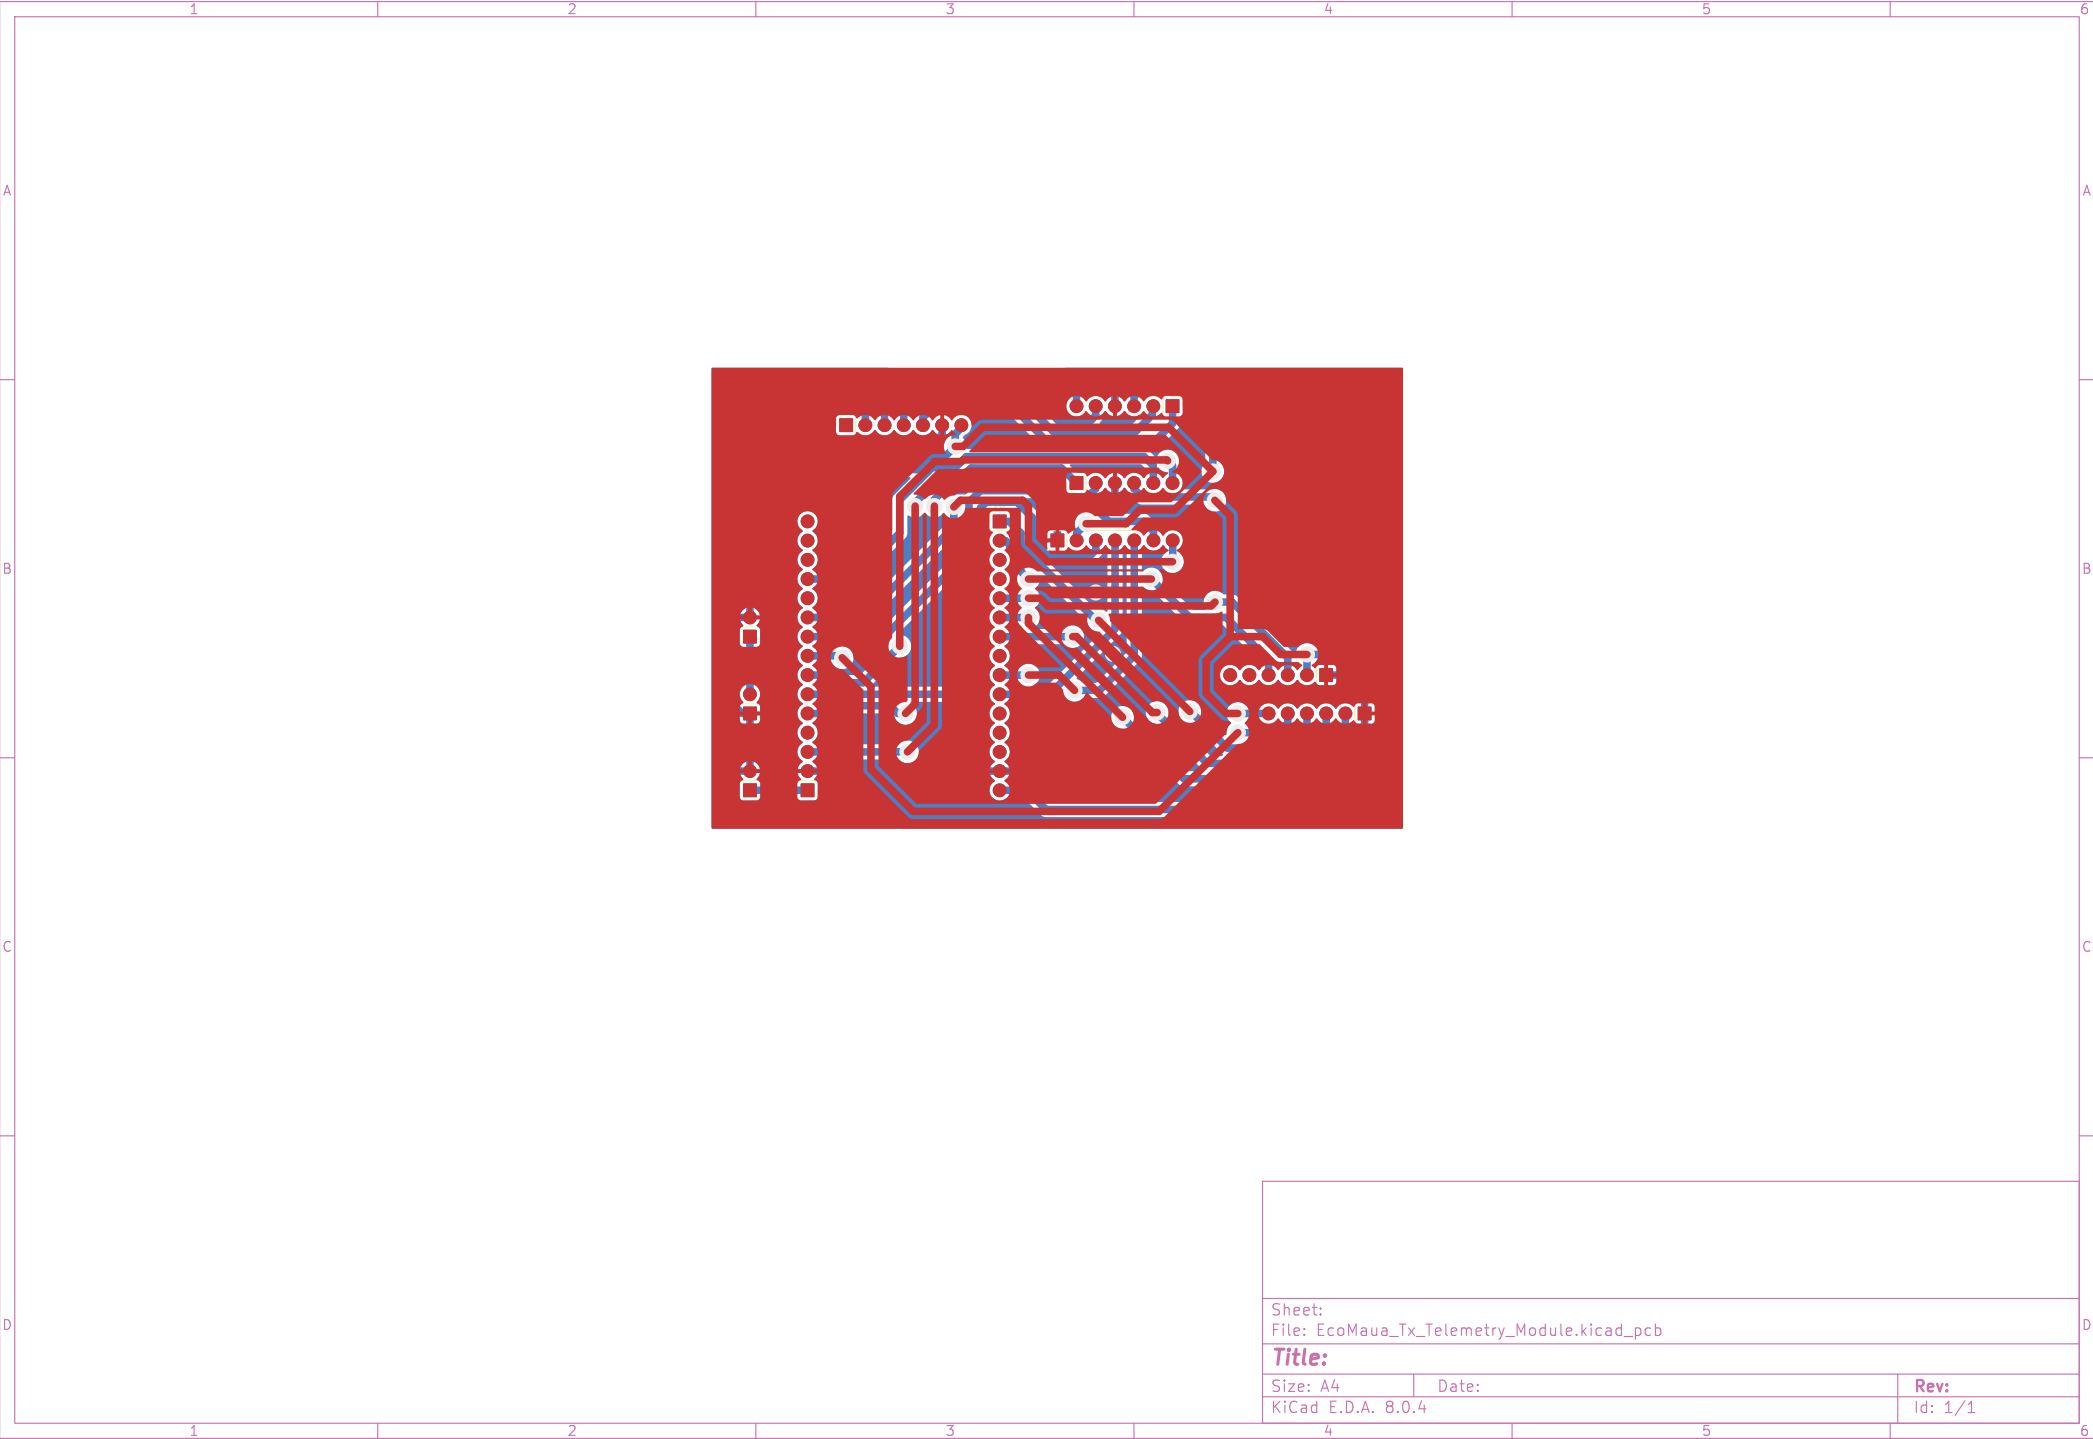 1 2 3 4 5 6
A A
B B
C C
D D
Sheet:
File: EcoMaua_Tx_Telemetry_Module.kicad_pcb
Title:
Size: A4 Date: Rev:
KiCad E.D.A. 8.0.4 Id: 1/1
1 2 3 4 5 6